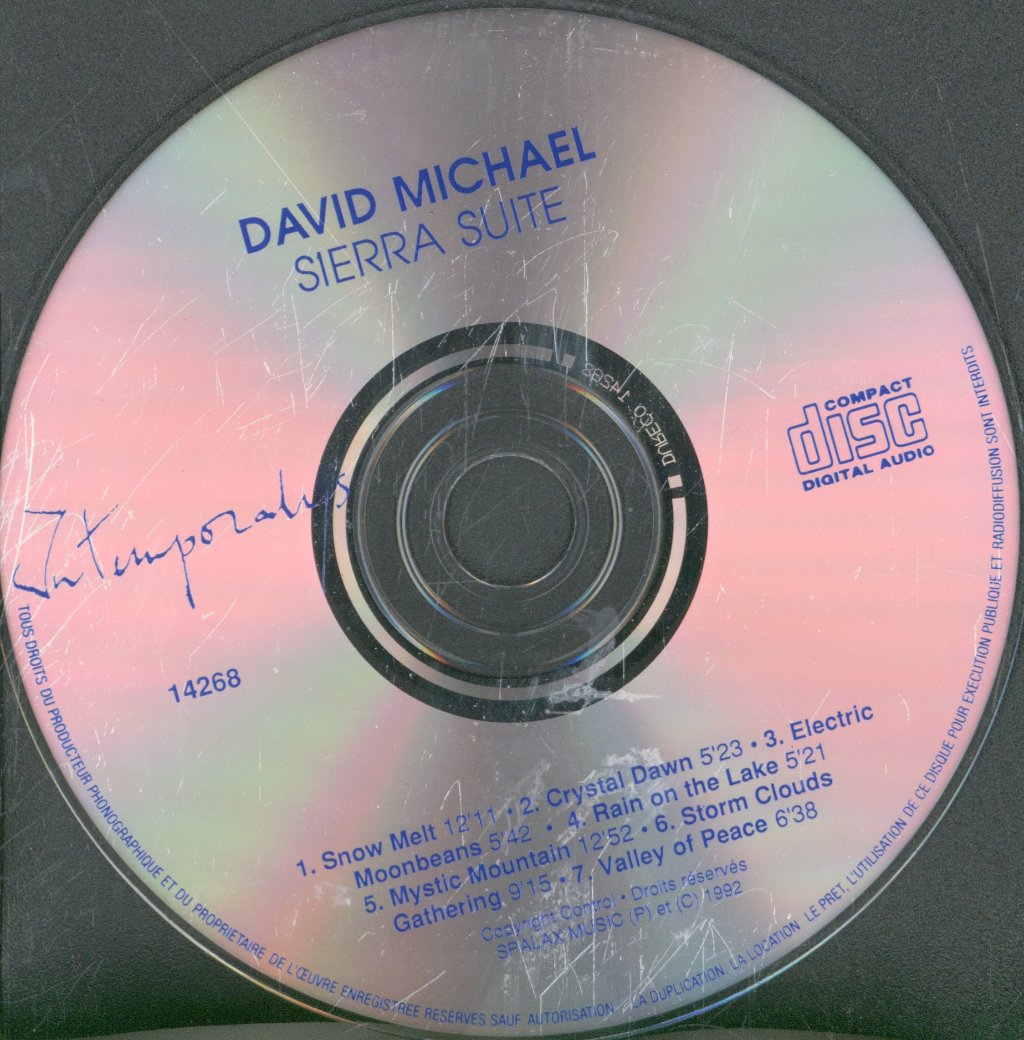 DAVID MICHAEL
SIERRA SUITE
COMPACT
disc
DIGITAL AUDIO
DURECO 14283
Intemporalys
14268
1. Snow Melt 12'11 • 2. Crystal Dawn 5'23 • 3. Electric
Moonbeans 5'42 • 4. Rain on the Lake 5'21
5. Mystic Mountain 12'52 • 6. Storm Clouds
Gathering 9'15 • 7. Valley of Peace 6'38
Copyright Control • Droits réservés
SPALAX MUSIC (P) et (C) 1992
TOUS DROITS DU PRODUCTEUR PHONOGRAPHIQUE ET DU PROPRIETAIRE DE L'ŒUVRE ENREGISTREE RESERVES SAUF AUTORISATION LA DUPLICATION LA LOCATION LE PRET, L'UTILISATION DE CE DISQUE POUR EXECUTION PUBLIQUE ET RADIODIFFUSION SONT INTERDITS